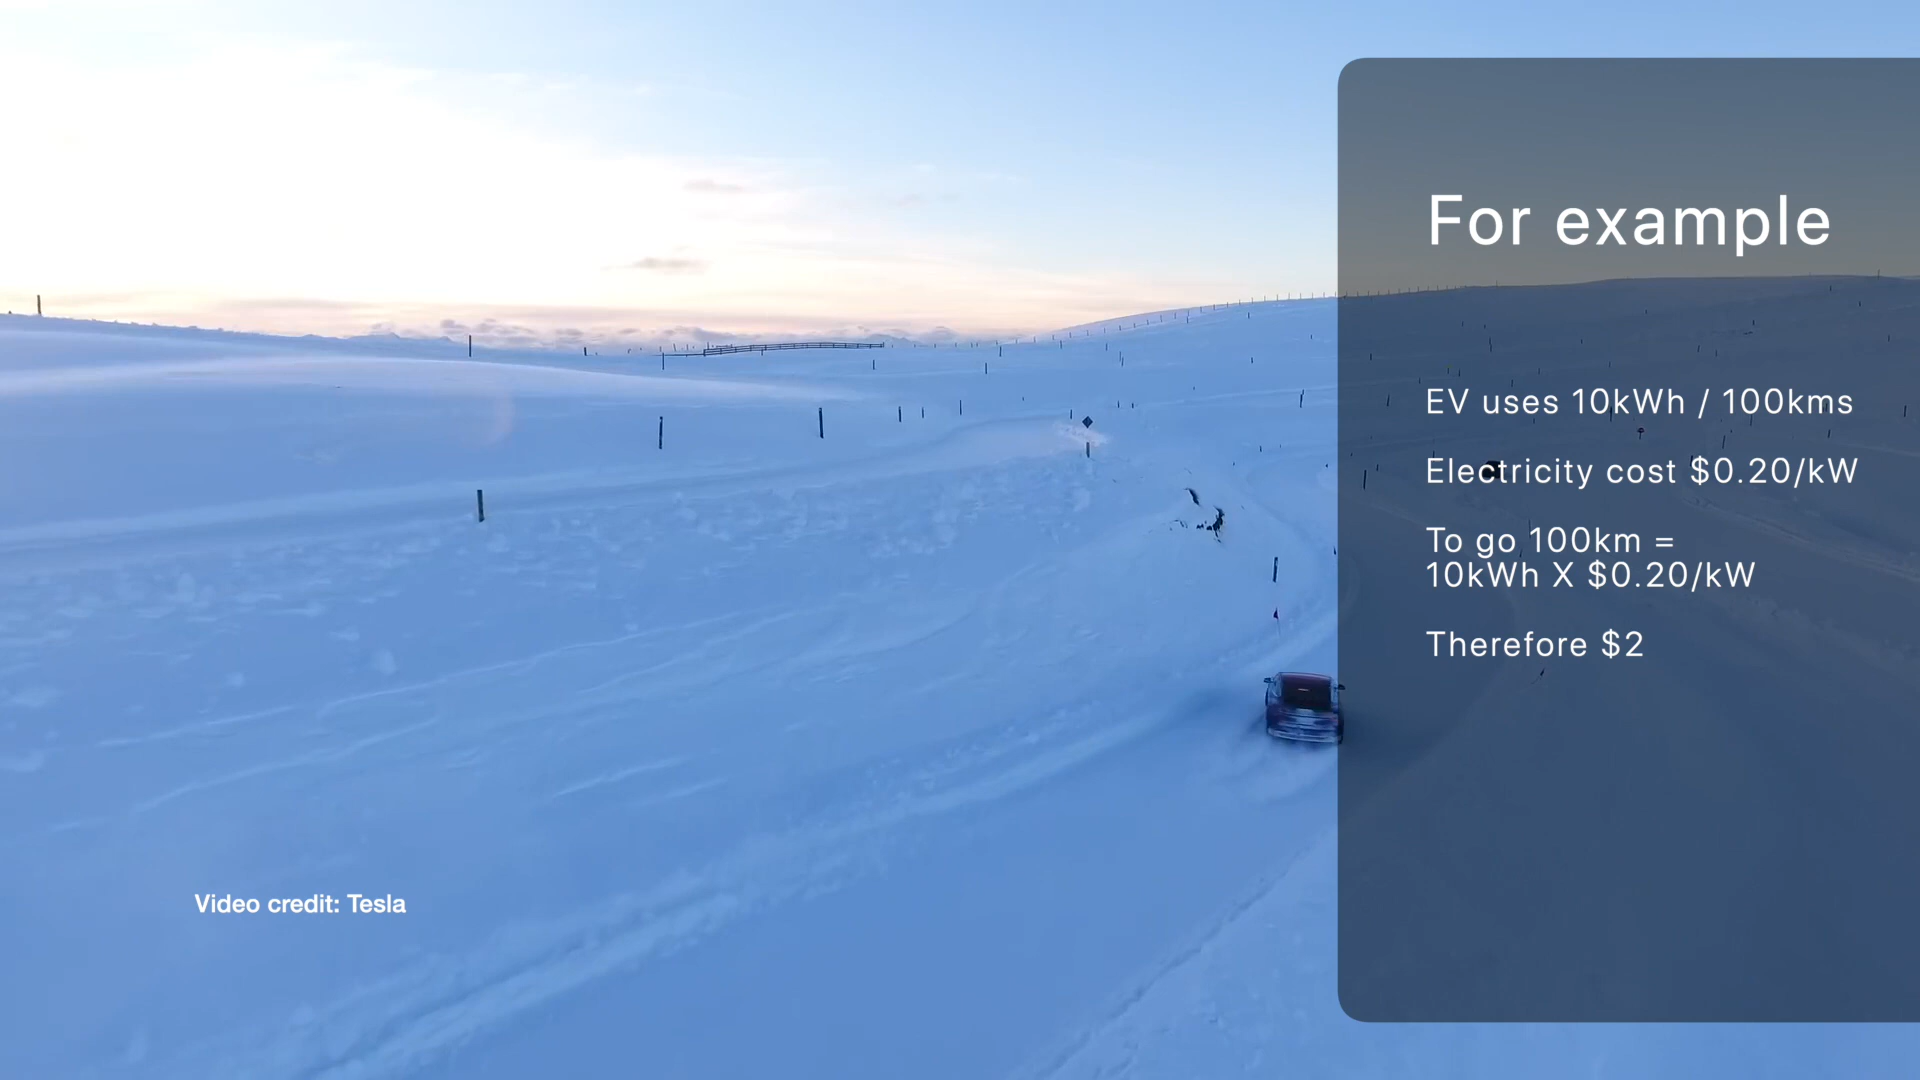 For example
EV uses 10kWh / 100kms
Electricity cost $0.20/kW
To go 100km =
10kWh X $0.20/kW
Therefore $2
Video credit: Tesla